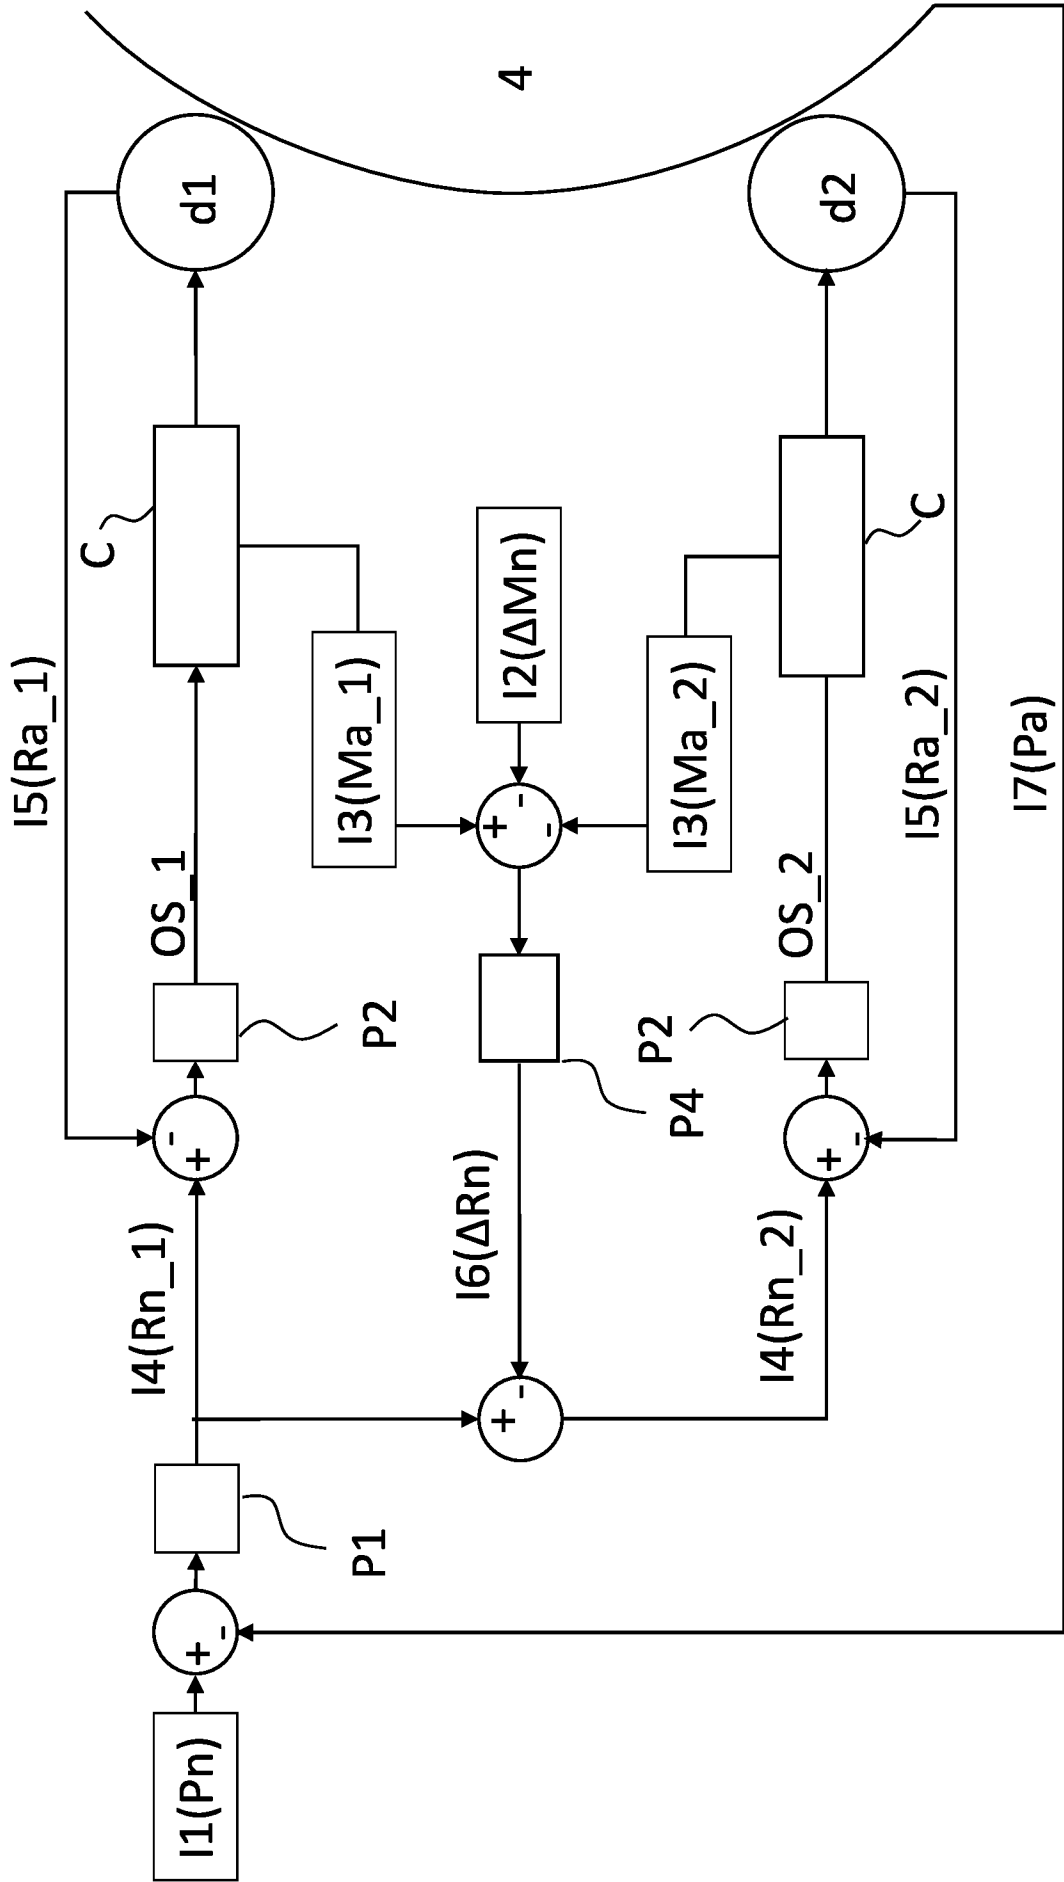 I5(Ra_1)
C
d1
I4(Rn_1)
-
+
OS_1
P2
I1(Pn)
+
-
P1
I3(Ma_1)
4
I6(ΔRn)
+
-
P4
+
-
-
I2(ΔMn)
I3(Ma_2)
P2
I4(Rn_2)
+
-
OS_2
d2
C
I5(Ra_2)
I7(Pa)